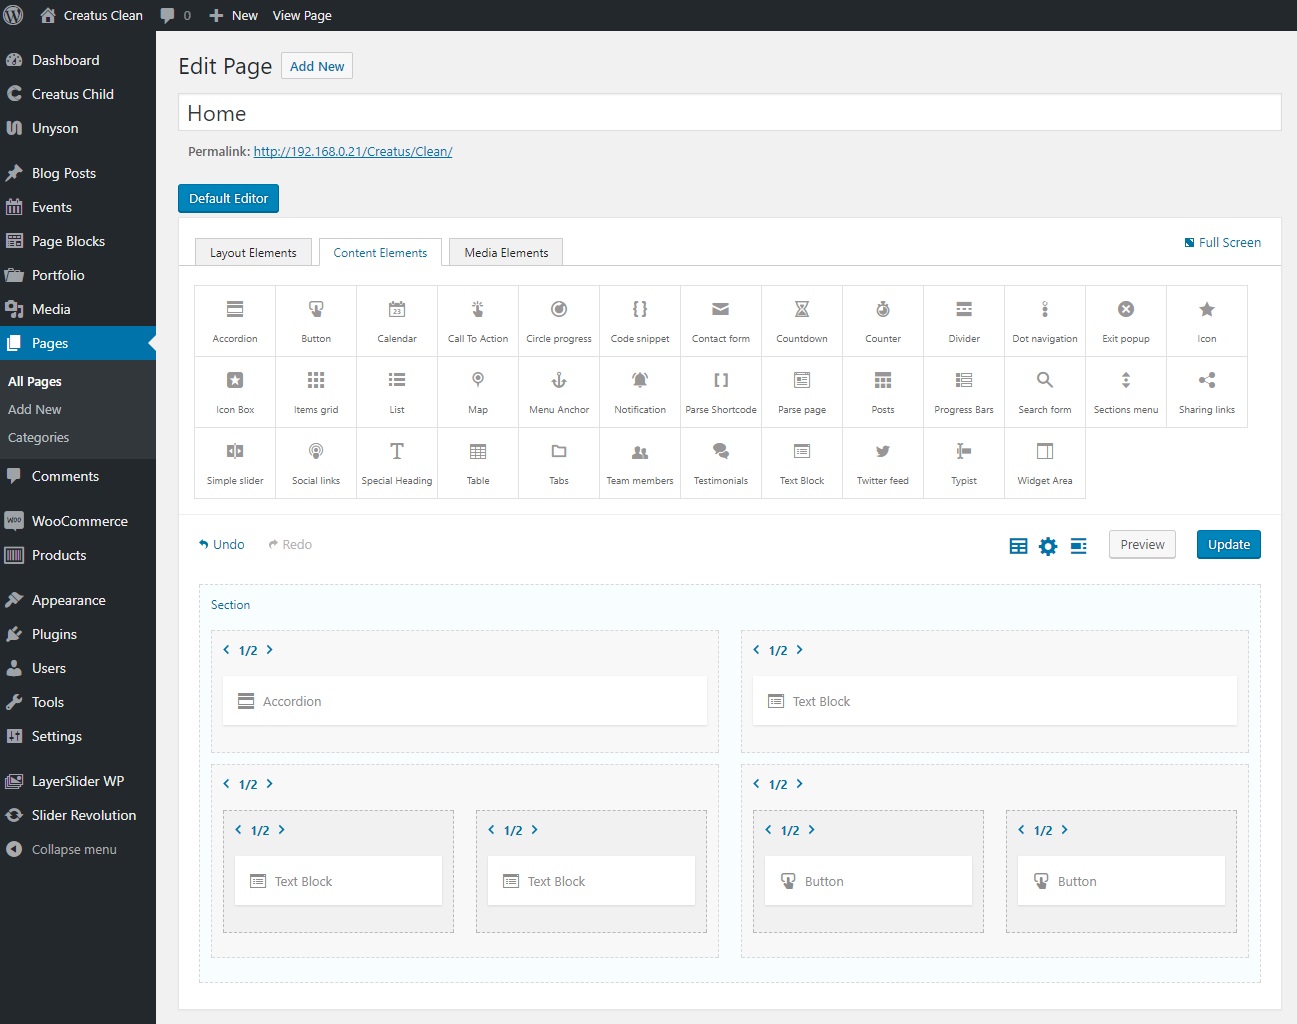 Creatus Clean 0 New View Page
Dashboard
Creatus Child
Unyson
Blog Posts
Events
Page Blocks
Portfolio
Media
Pages
All Pages
Add New
Categories
Comments
WooCommerce
Products
Appearance
Plugins
Users
Tools
Settings
LayerSlider WP
Slider Revolution
Collapse menu
Edit Page Add New
Home
Permalink: http://192.168.0.21/Creatus/Clean/
Default Editor
Layout Elements Content Elements Media Elements Full Screen
Accordion Button Calendar Call To Action Circle progress Code snippet Contact form Countdown Counter Divider Dot navigation Exit popup Icon
Icon Box Items grid List Map Menu Anchor Notification Parse Shortcode Parse page Posts Progress Bars Search form Sections menu Sharing links
Simple slider Social links Special Heading Table Tabs Team members Testimonials Text Block Twitter feed Typist Widget Area
Undo Redo Preview Update
Section
< 1/2 > < 1/2 >
Accordion Text Block
< 1/2 > < 1/2 >
< 1/2 > < 1/2 > < 1/2 > < 1/2 >
Text Block Text Block Button Button